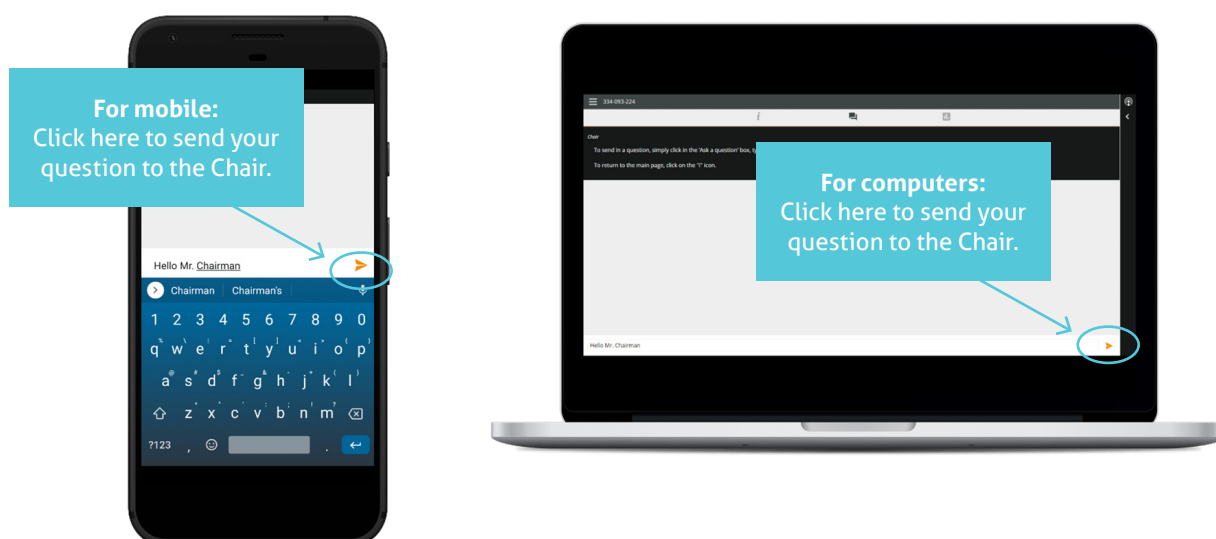 For mobile:
Click here to send your
question to the Chair.
Hello Mr. Chairman
Chairman Chairman's
1 2 3 4 5 6 7 8 9 0
q w e r t y u i o p
a s d f g h j k l
z x c v b n m
?123 , .
334-093-224
Chair
To send in a question, simply click in the 'Ask a question' box, ty
To return to the main page, click on the "i" icon.
For computers:
Click here to send your
question to the Chair.
Hello Mr. Chairman